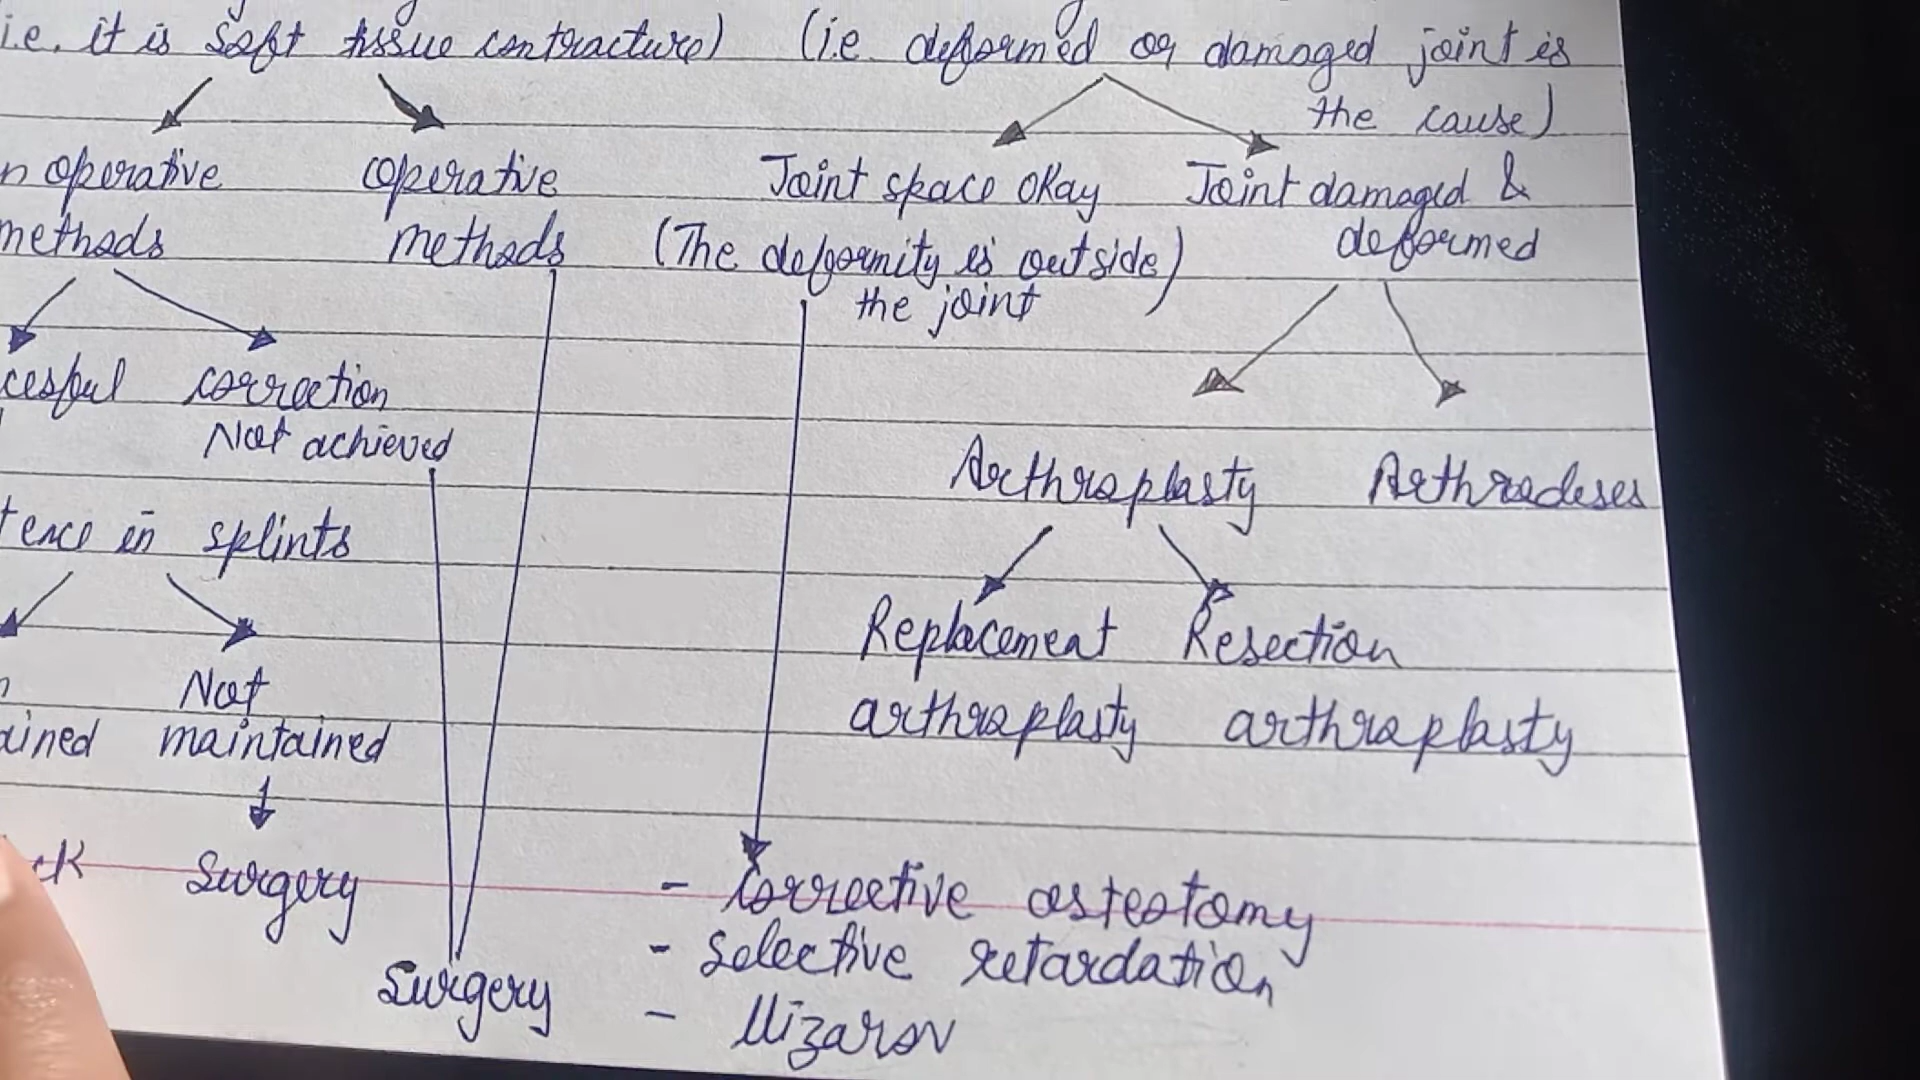 i.e. it is soft tissue contracture) (i.e. deformed or damaged joint is
the cause)
operative operative Joint space okay Joint damaged &
methods methods (The deformity is outside) deformed
the joint
correction
Not achieved
Arthroplasty Arthrodeses
in splints
Replacement Resection
Not
maintained arthroplasty arthroplasty
Surgery - Corrective osteotomy
- Selective retardation
Surgery - Ilizarov